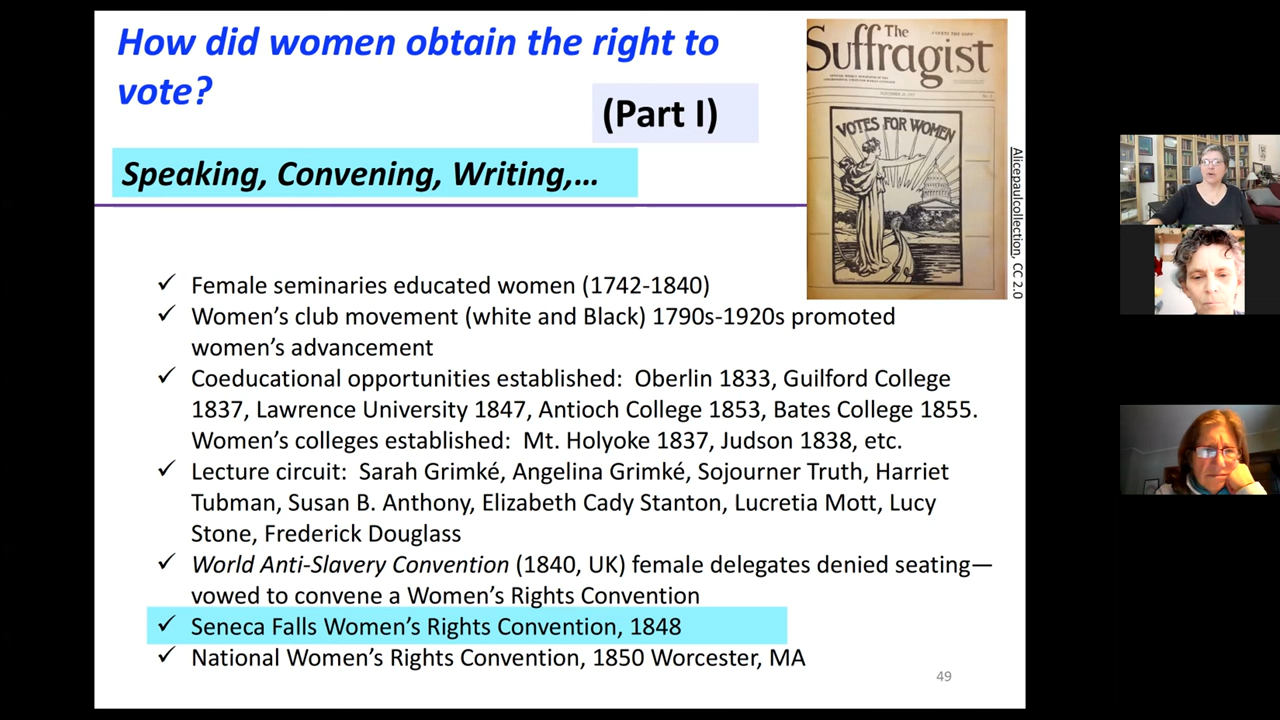 How did women obtain the right to
vote?
(Part I)
Speaking, Convening, Writing,…
The
Suffragist
VOTES FOR WOMEN
Alicepaulcollection, CC 2.0
✓ Female seminaries educated women (1742-1840)
✓ Women’s club movement (white and Black) 1790s-1920s promoted
women’s advancement
✓ Coeducational opportunities established:  Oberlin 1833, Guilford College
1837, Lawrence University 1847, Antioch College 1853, Bates College 1855.
Women’s colleges established:  Mt. Holyoke 1837, Judson 1838, etc.
✓ Lecture circuit:  Sarah Grimké, Angelina Grimké, Sojourner Truth, Harriet
Tubman, Susan B. Anthony, Elizabeth Cady Stanton, Lucretia Mott, Lucy
Stone, Frederick Douglass
✓ World Anti-Slavery Convention (1840, UK) female delegates denied seating—
vowed to convene a Women’s Rights Convention
✓ Seneca Falls Women’s Rights Convention, 1848
✓ National Women’s Rights Convention, 1850 Worcester, MA
49